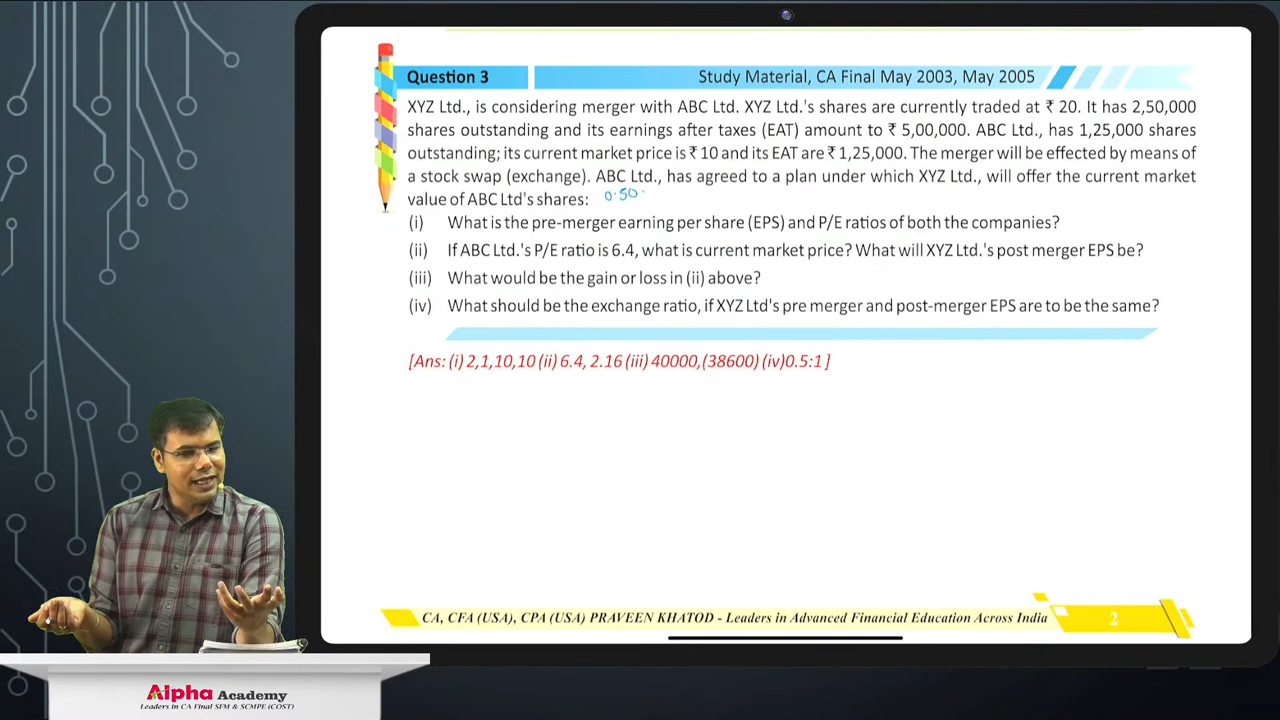 Question 3
Study Material, CA Final May 2003, May 2005
XYZ Ltd., is considering merger with ABC Ltd. XYZ Ltd.'s shares are currently traded at ₹ 20. It has 2,50,000
shares outstanding and its earnings after taxes (EAT) amount to ₹ 5,00,000. ABC Ltd., has 1,25,000 shares
outstanding; its current market price is ₹ 10 and its EAT are ₹ 1,25,000. The merger will be effected by means of
a stock swap (exchange). ABC Ltd., has agreed to a plan under which XYZ Ltd., will offer the current market
value of ABC Ltd's shares:
0.50.
(i) What is the pre-merger earning per share (EPS) and P/E ratios of both the companies?
(ii) If ABC Ltd.'s P/E ratio is 6.4, what is current market price? What will XYZ Ltd.'s post merger EPS be?
(iii) What would be the gain or loss in (ii) above?
(iv) What should be the exchange ratio, if XYZ Ltd's pre merger and post-merger EPS are to be the same?
[Ans: (i) 2,1,10,10 (ii) 6.4, 2.16 (iii) 40000,(38600) (iv)0.5:1 ]
CA, CFA (USA), CPA (USA) PRAVEEN KHATOD - Leaders in Advanced Financial Education Across India
2
Alpha Academy
Leaders in CA Final SFM & SCMPE (COST)